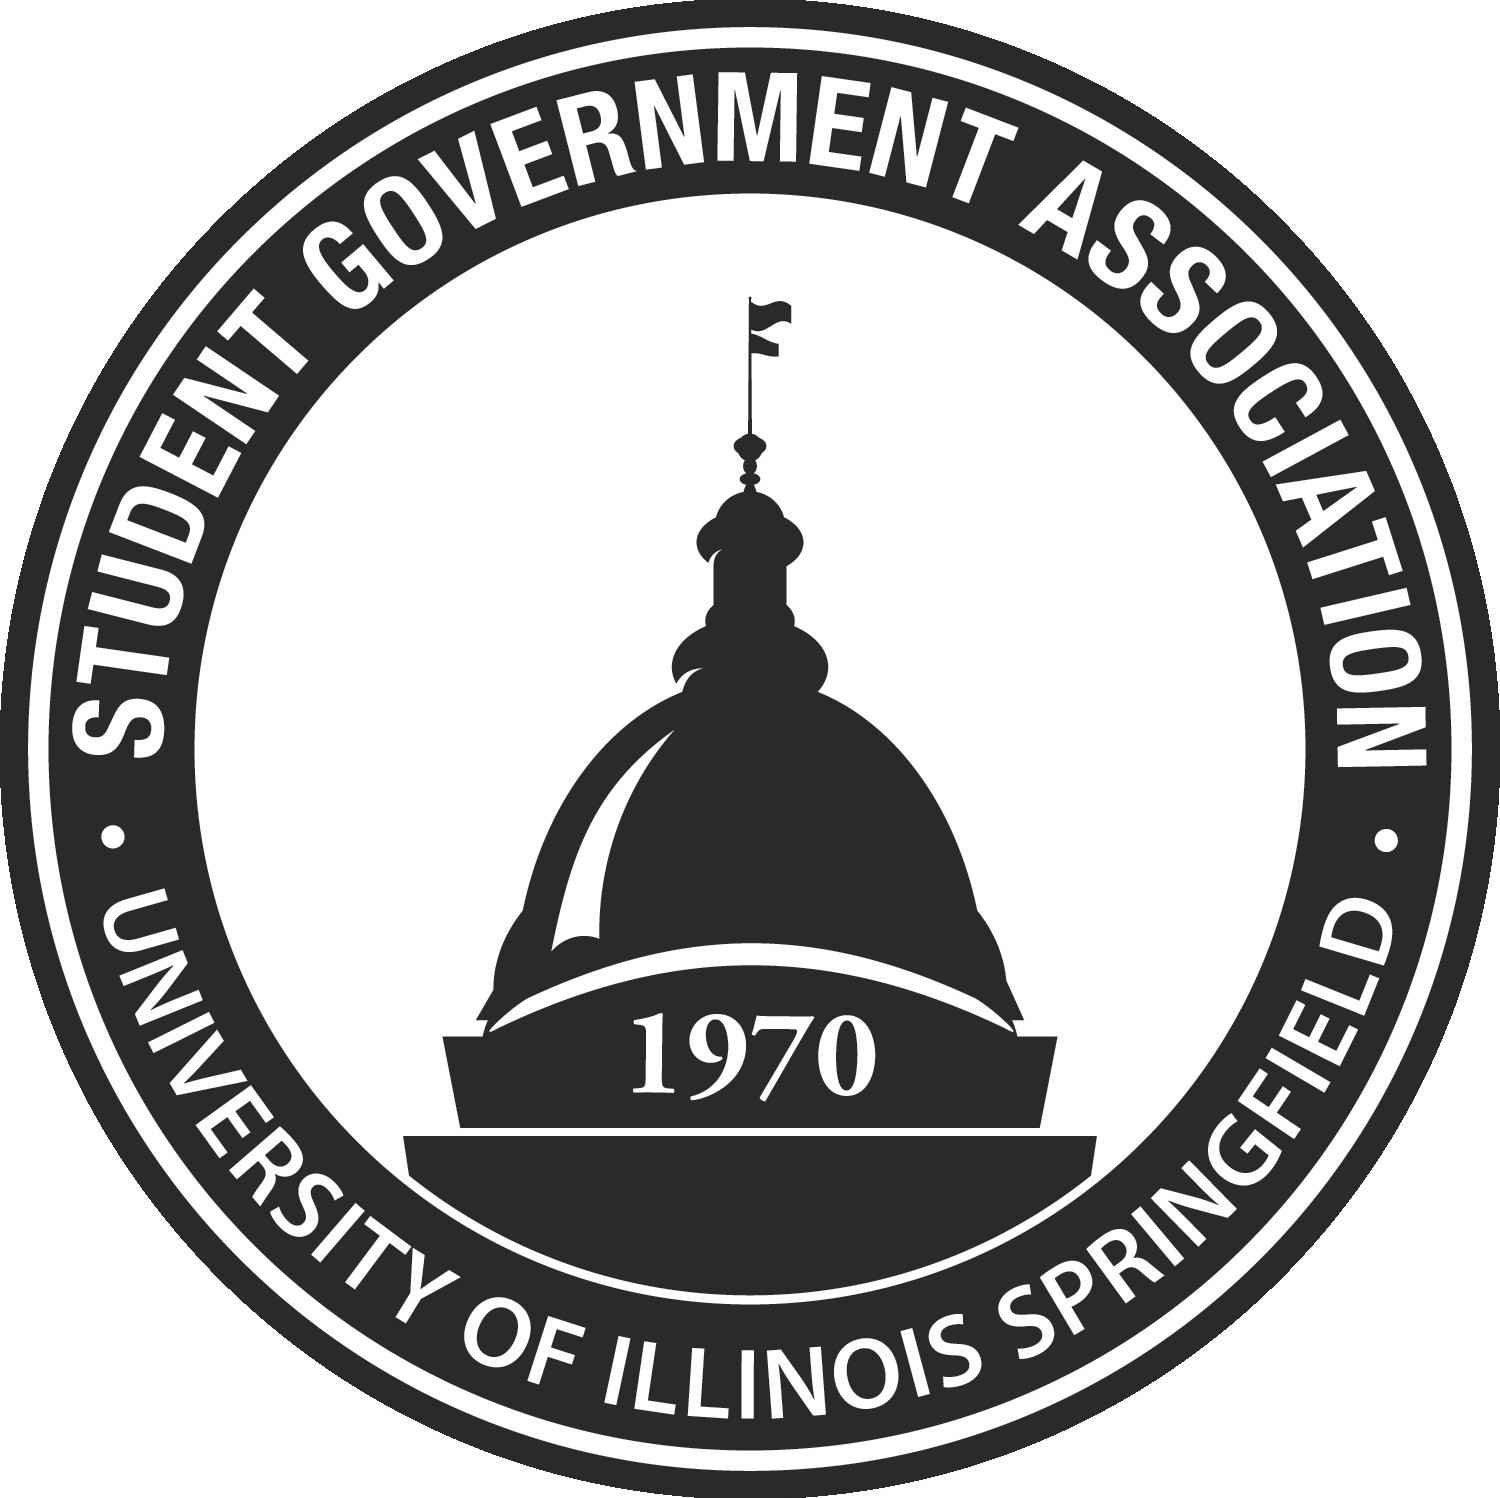 STUDENT GOVERNMENT ASSOCIATION
1970
• UNIVERSITY OF ILLINOIS SPRINGFIELD •